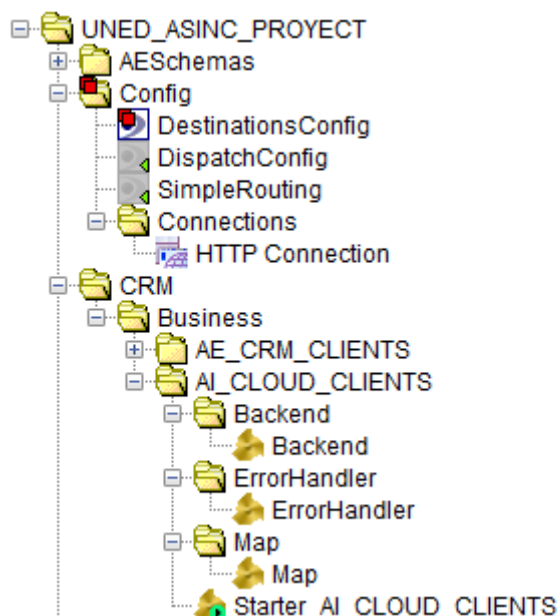 UNED_ASINC_PROYECT
AESchemas
Config
DestinationsConfig
DispatchConfig
SimpleRouting
Connections
HTTP Connection
CRM
Business
AE_CRM_CLIENTS
AI_CLOUD_CLIENTS
Backend
Backend
ErrorHandler
ErrorHandler
Map
Map
Starter_AI_CLOUD_CLIENTS